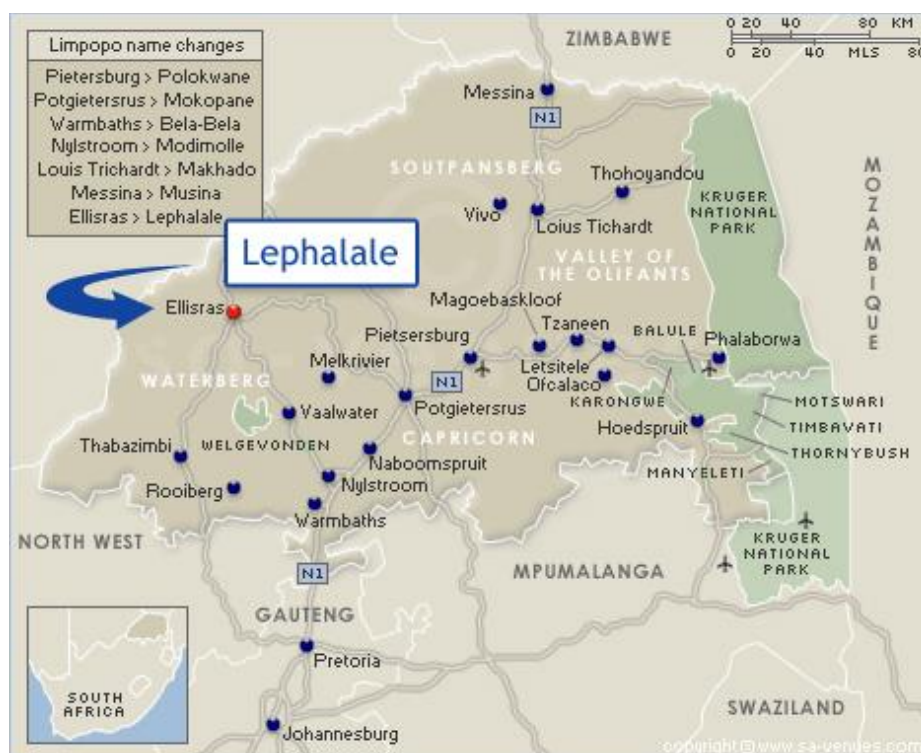 Limpopo name changes
Pietersburg > Polokwane
Potgietersrus > Mokopane
Warmbaths > Bela-Bela
Nylstroom > Modimolle
Louis Trichardt > Makhado
Messina > Musina
Ellisras > Lephalale
0 20 40 80 KM
0 20 40 80
MLS
ZIMBABWE
Messina
N1
SOUTPANSBERG
Thohoyandou
Vivo
Loius Tichardt
KRUGER
NATIONAL
PARK
MOZAMBIQUE
Lephalale
VALLEY OF
THE OLIFANTS
Ellisras
Magoebaskloof
Tzaneen
BALULE
Phalaborwa
Pietsersburg
Letsitele
Ofcalaco
Melkrivier
N1
WATERBERG
KARONGWE
MOTSWARI
Potgietersrus
Vaalwater
Hoedspruit
TIMBAVATI
CAPRICORN
WELGEVONDEN
THORNYBUSH
Thabazimbi
Naboomspruit
MANYELETI
Nylstroom
Rooiberg
Warmbaths
NORTH WEST
KRUGER
NATIONAL
PARK
MPUMALANGA
N1
GAUTENG
Pretoria
SOUTH
AFRICA
SWAZILAND
Johannesburg
copyright©www.sa-venues.com